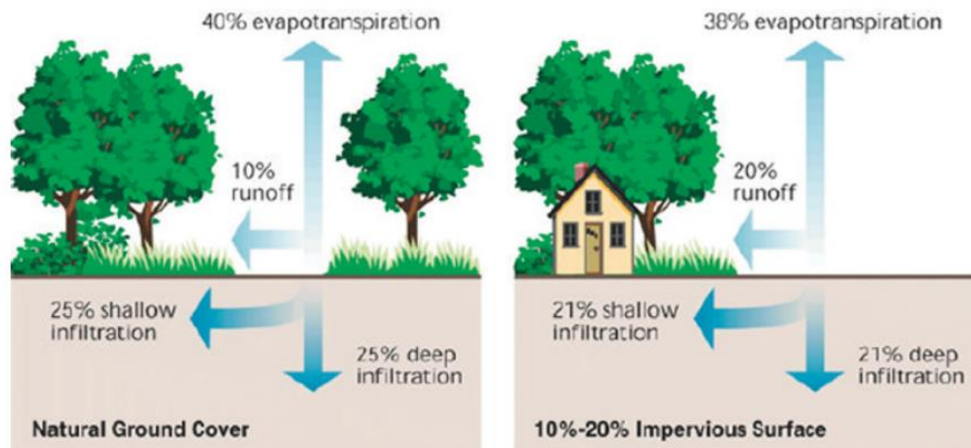 40% evapotranspiration
10%
runoff
25% shallow
infiltration
25% deep
infiltration
Natural Ground Cover
38% evapotranspiration
20%
runoff
21% shallow
infiltration
21% deep
infiltration
10%-20% Impervious Surface